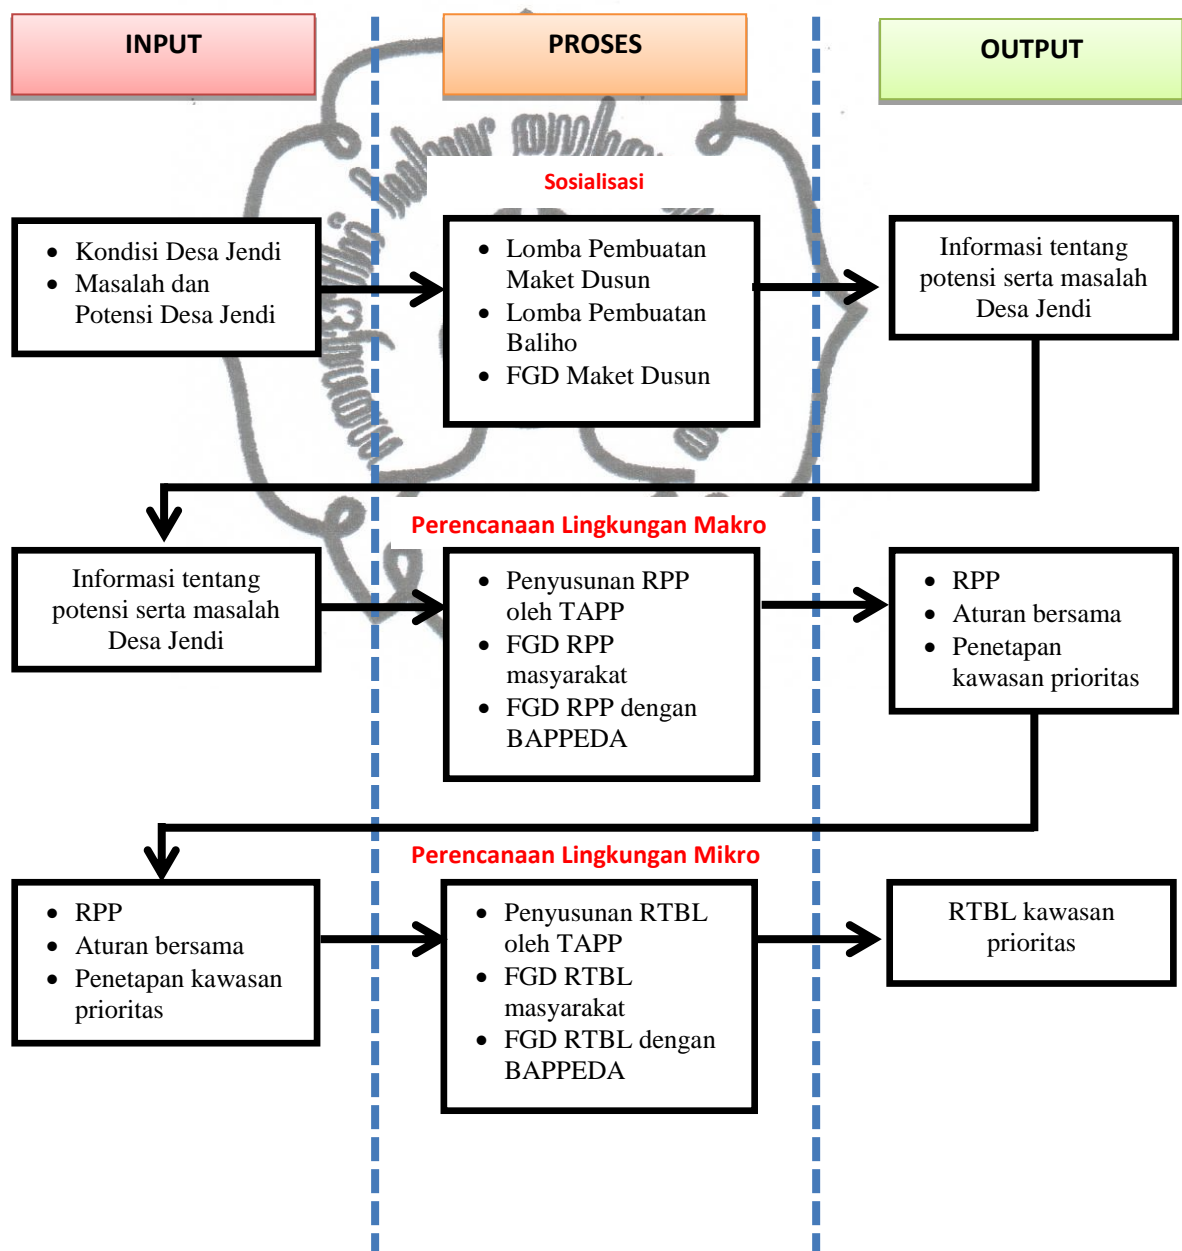 INPUT
PROSES
OUTPUT
Sosialisasi
• Kondisi Desa Jendi
• Masalah dan
Potensi Desa Jendi
• Lomba Pembuatan
Maket Dusun
• Lomba Pembuatan
Baliho
• FGD Maket Dusun
Informasi tentang
potensi serta masalah
Desa Jendi
Perencanaan Lingkungan Makro
Informasi tentang
potensi serta masalah
Desa Jendi
• Penyusunan RPP
oleh TAPP
• FGD RPP
masyarakat
• FGD RPP dengan
BAPPEDA
• RPP
• Aturan bersama
• Penetapan
kawasan prioritas
Perencanaan Lingkungan Mikro
• RPP
• Aturan bersama
• Penetapan kawasan
prioritas
• Penyusunan RTBL
oleh TAPP
• FGD RTBL
masyarakat
• FGD RTBL dengan
BAPPEDA
RTBL kawasan
prioritas